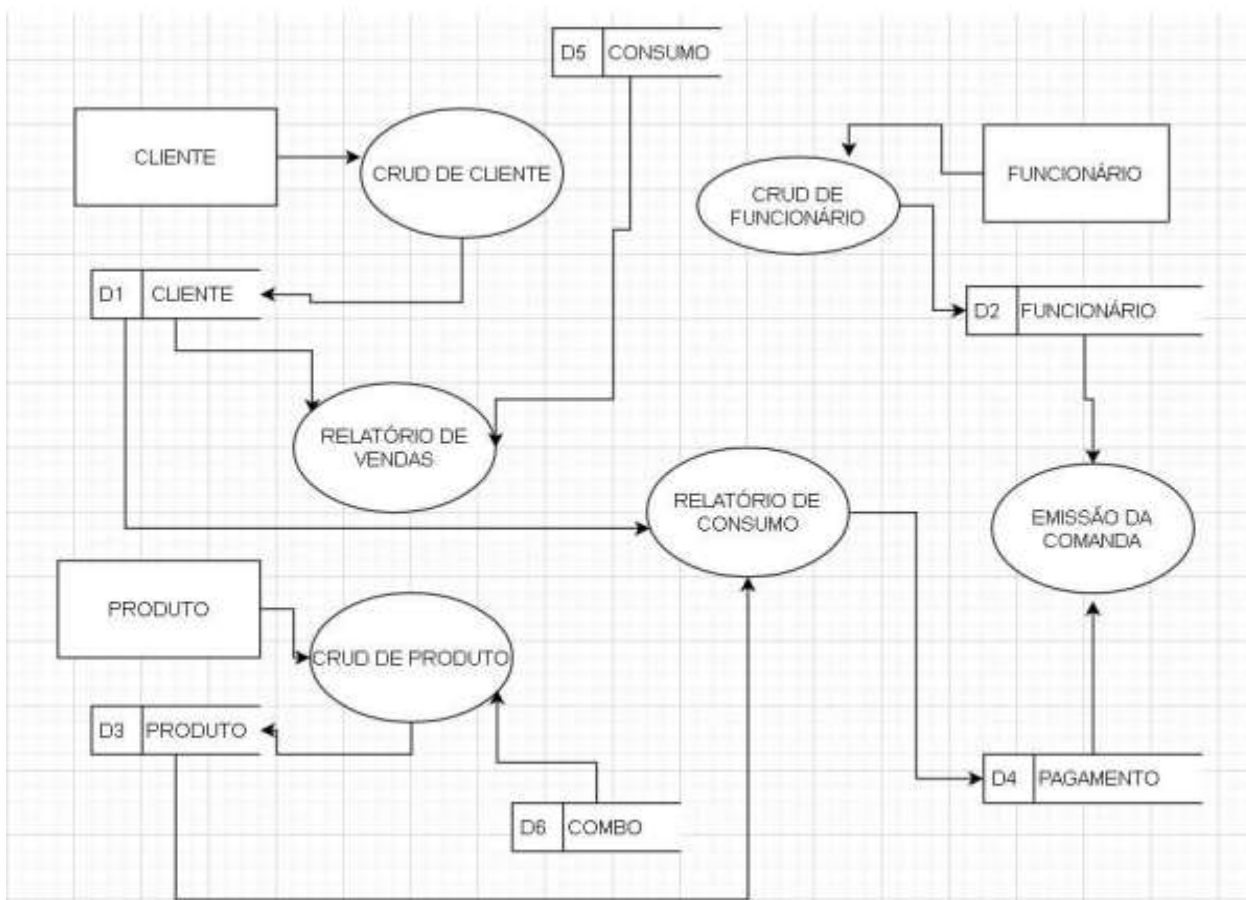 D5 CONSUMO
CLIENTE
CRUD DE CLIENTE
CRUD DE
FUNCIONÁRIO
FUNCIONÁRIO
D1 CLIENTE
D2 FUNCIONÁRIO
RELATÓRIO DE
VENDAS
RELATÓRIO DE
CONSUMO
EMISSÃO DA
COMANDA
PRODUTO
CRUD DE PRODUTO
D3 PRODUTO
D4 PAGAMENTO
D6 COMBO